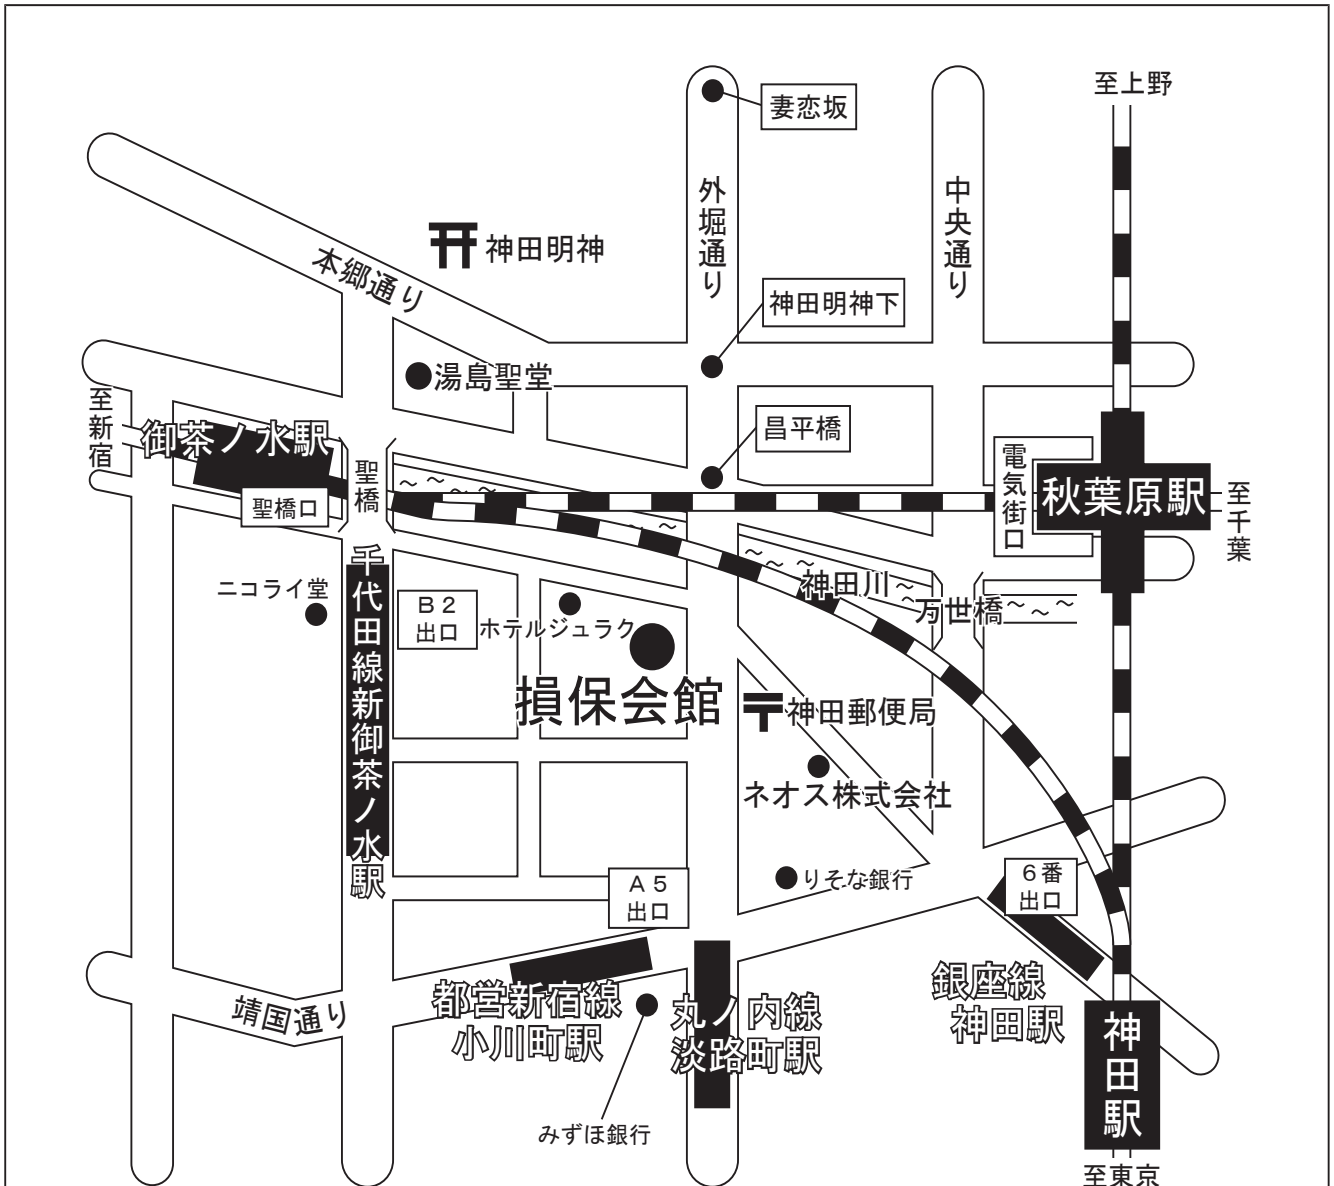 至上野
妻恋坂
外堀通り
中央通り
神田明神
本郷通り
神田明神下
湯島聖堂
至新宿
御茶ノ水駅
昌平橋
電気街口
秋葉原駅
至千葉
聖橋
聖橋口
ニコライ堂
千代田線新御茶ノ水駅
B2
出口
ホテルジュラク
神田川
万世橋
損保会館
神田郵便局
ネオス株式会社
りそな銀行
A5
出口
6番
出口
靖国通り
都営新宿線
小川町駅
丸ノ内線
淡路町駅
銀座線
神田駅
神田駅
みずほ銀行
至東京